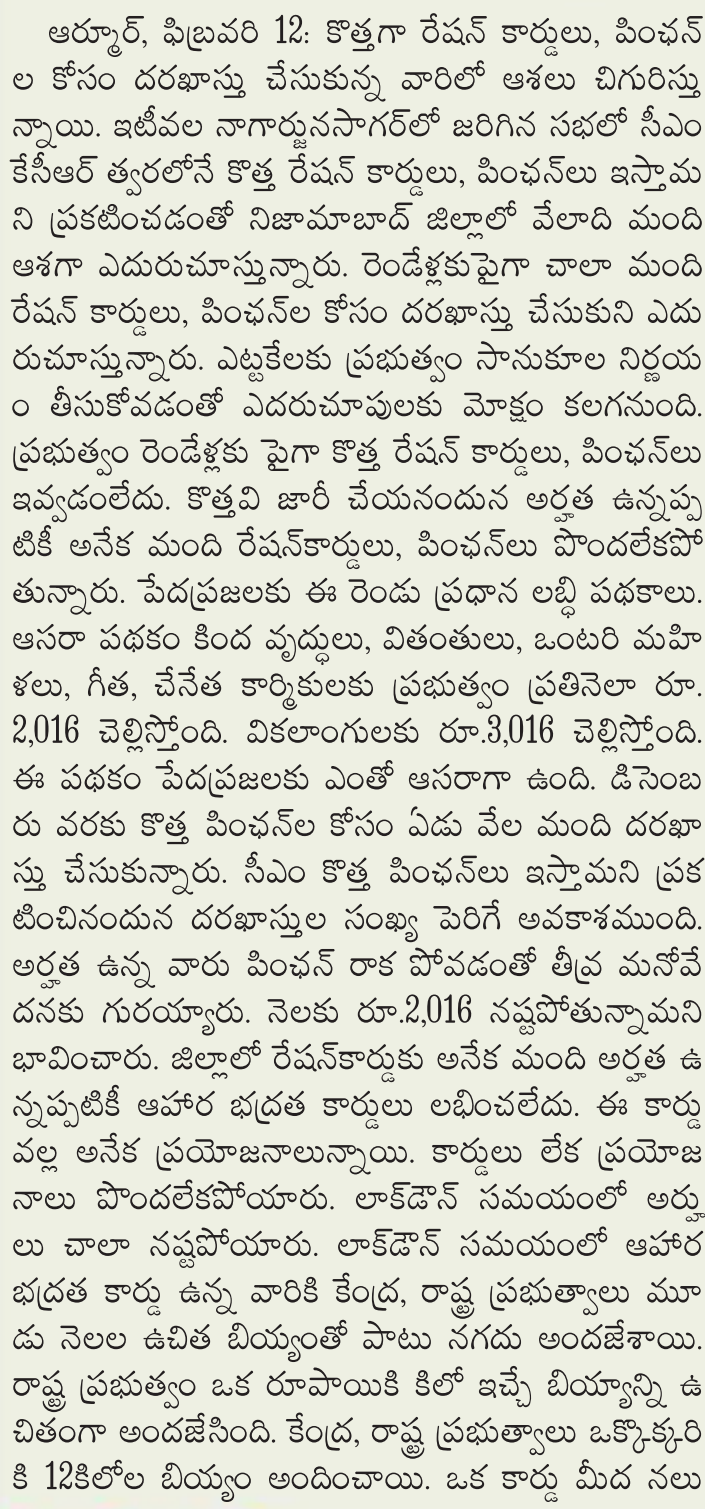 ఆర్మూర్, ఫిబ్రవరి 12: కొత్తగా రేషన్ కార్డులు, పింఛన్
ల కోసం దరఖాస్తు చేసుకున్న వారిలో ఆశలు చిగురిస్తు
న్నాయి. ఇటీవల నాగార్జునసాగర్‌లో జరిగిన సభలో సీఎం
కేసీఆర్ త్వరలోనే కొత్త రేషన్ కార్డులు, పింఛన్‌లు ఇస్తామ
ని ప్రకటించడంతో నిజామాబాద్ జిల్లాలో వేలాది మంది
ఆశగా ఎదురుచూస్తున్నారు. రెండేళ్లకుపైగా చాలా మంది
రేషన్ కార్డులు, పింఛన్‌ల కోసం దరఖాస్తు చేసుకుని ఎదు
రుచూస్తున్నారు. ఎట్టకేలకు ప్రభుత్వం సానుకూల నిర్ణయ
ం తీసుకోవడంతో ఎదరుచూపులకు మోక్షం కలగనుంది.
ప్రభుత్వం రెండేళ్లకు పైగా కొత్త రేషన్ కార్డులు, పింఛన్‌లు
ఇవ్వడంలేదు. కొత్తవి జారీ చేయనందున అర్హత ఉన్నప్ప
టికీ అనేక మంది రేషన్‌కార్డులు, పింఛన్‌లు పొందలేకపో
తున్నారు. పేదప్రజలకు ఈ రెండు ప్రధాన లబ్ధి పథకాలు.
ఆసరా పథకం కింద వృద్ధులు, వితంతులు, ఒంటరి మహి
ళలు, గీత, చేనేత కార్మికులకు ప్రభుత్వం ప్రతినెలా రూ.
2,016 చెల్లిస్తోంది. వికలాంగులకు రూ.3,016 చెల్లిస్తోంది.
ఈ పథకం పేదప్రజలకు ఎంతో ఆసరాగా ఉంది. డిసెంబ
రు వరకు కొత్త పింఛన్‌ల కోసం ఏడు వేల మంది దరఖా
స్తు చేసుకున్నారు. సీఎం కొత్త పింఛన్‌లు ఇస్తామని ప్రక
టించినందున దరఖాస్తుల సంఖ్య పెరిగే అవకాశముంది.
అర్హత ఉన్న వారు పింఛన్ రాక పోవడంతో తీవ్ర మనోవే
దనకు గురయ్యారు. నెలకు రూ.2,016 నష్టపోతున్నామని
భావించారు. జిల్లాలో రేషన్‌కార్డుకు అనేక మంది అర్హత ఉ
న్నప్పటికీ ఆహార భద్రత కార్డులు లభించలేదు. ఈ కార్డు
వల్ల అనేక ప్రయోజనాలున్నాయి. కార్డులు లేక ప్రయోజ
నాలు పొందలేకపోయారు. లాక్‌డౌన్ సమయంలో అర్హు
లు చాలా నష్టపోయారు. లాక్‌డౌన్ సమయంలో ఆహార
భద్రత కార్డు ఉన్న వారికి కేంద్ర, రాష్ట్ర ప్రభుత్వాలు మూ
డు నెలల ఉచిత బియ్యంతో పాటు నగదు అందజేశాయి.
రాష్ట్ర ప్రభుత్వం ఒక రూపాయికి కిలో ఇచ్చే బియ్యాన్ని ఉ
చితంగా అందజేసింది. కేంద్ర, రాష్ట్ర ప్రభుత్వాలు ఒక్కొక్కరి
కి 12కిలోల బియ్యం అందించాయి. ఒక కార్డు మీద నలు